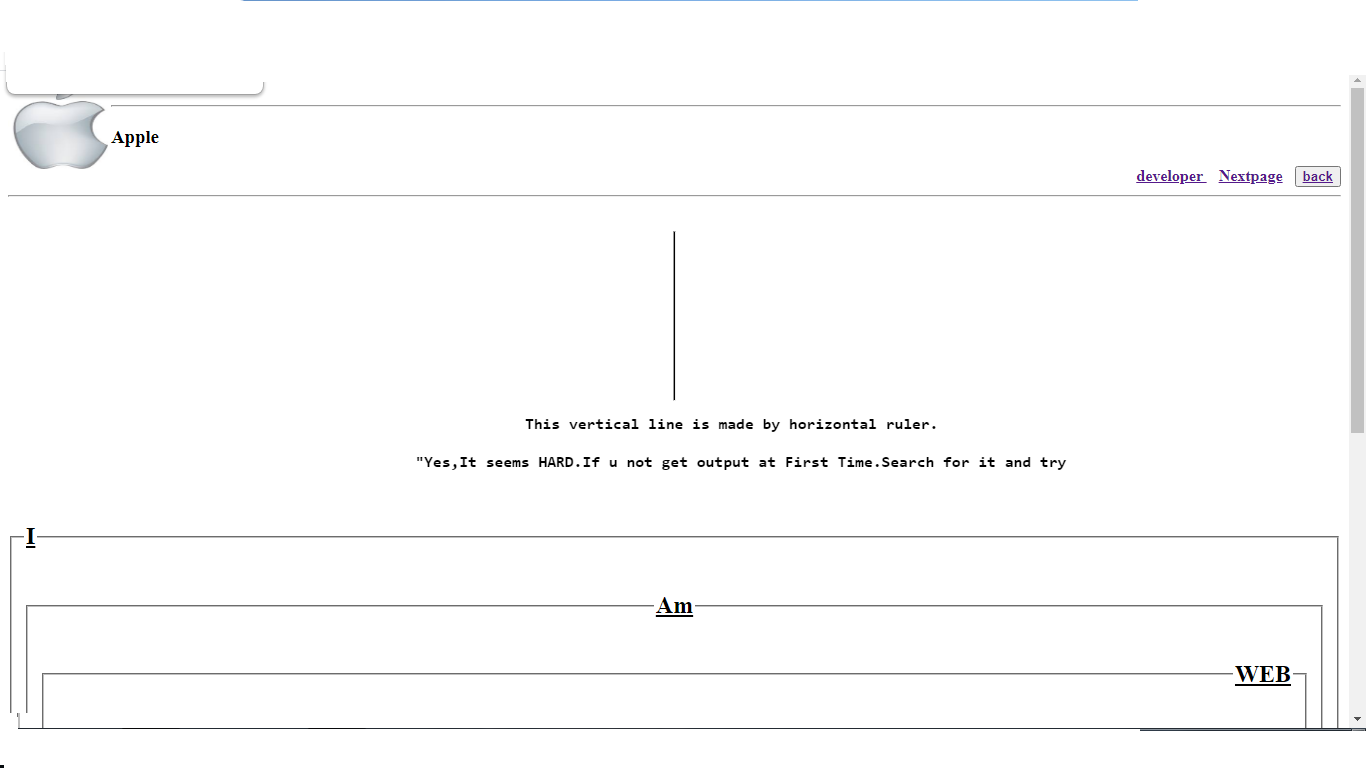 Apple
developer Nextpage back
This vertical line is made by horizontal ruler.
"Yes,It seems HARD.If u not get output at First Time.Search for it and try
I
Am
WEB